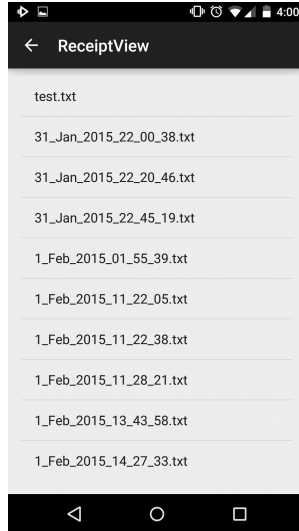 4:00
ReceiptView
test.txt
31_Jan_2015_22_00_38.txt
31_Jan_2015_22_20_46.txt
31_Jan_2015_22_45_19.txt
1_Feb_2015_01_55_39.txt
1_Feb_2015_11_22_05.txt
1_Feb_2015_11_22_38.txt
1_Feb_2015_11_28_21.txt
1_Feb_2015_13_43_58.txt
1_Feb_2015_14_27_33.txt